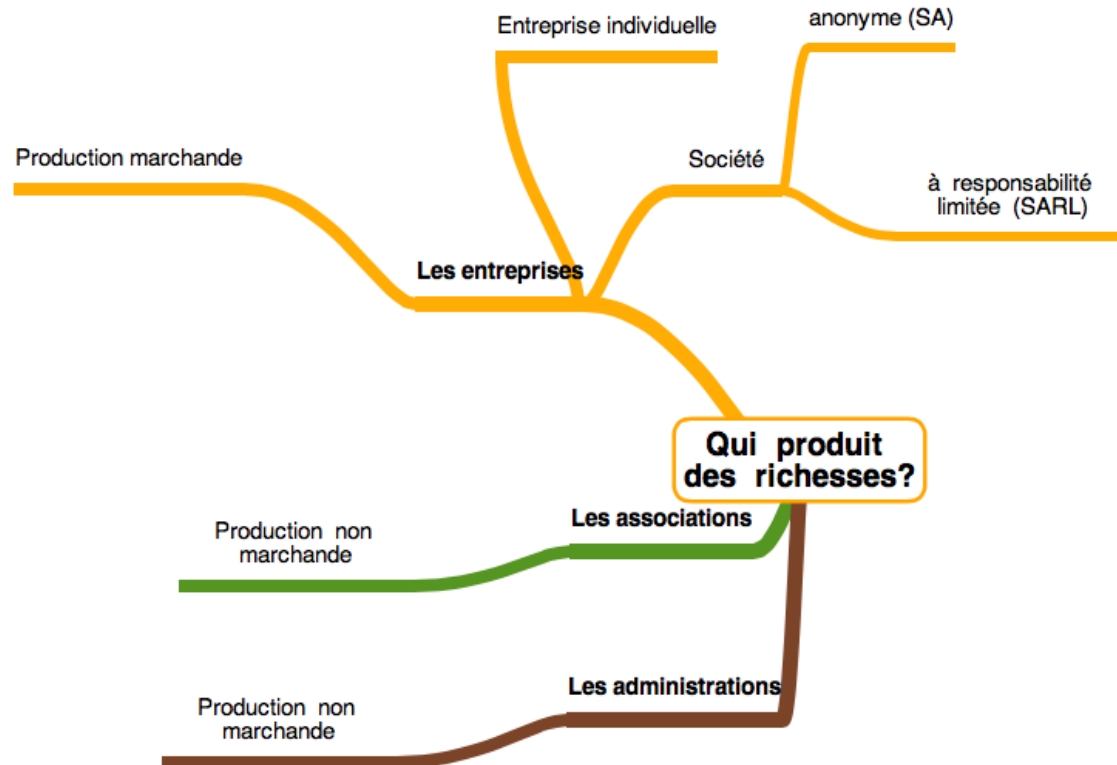 Entreprise individuelle
anonyme (SA)
Production marchande
Société
à responsabilité
limitée (SARL)
Les entreprises
Qui produit
des richesses?
Les associations
Production non
marchande
Les administrations
Production non
marchande